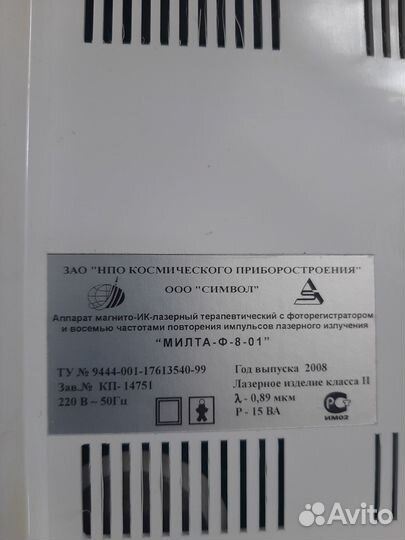 ЗАО "НПО КОСМИЧЕСКОГО ПРИБОРОСТРОЕНИЯ"
ООО "СИМВОЛ"
Аппарат магнито-ИК-лазерный терапевтический с фоторегистратором
и восемью частотами повторения импульсов лазерного излучения
"МИЛТА-Ф-8-01"
ТУ № 9444-001-17613540-99
Зав.№ КП- 14751
220 В ~ 50Гц
Год выпуска 2008
Лазерное изделие класса II
λ - 0,89 мкм
Р - 15 ВА
РСТ
ИМ02
Avito